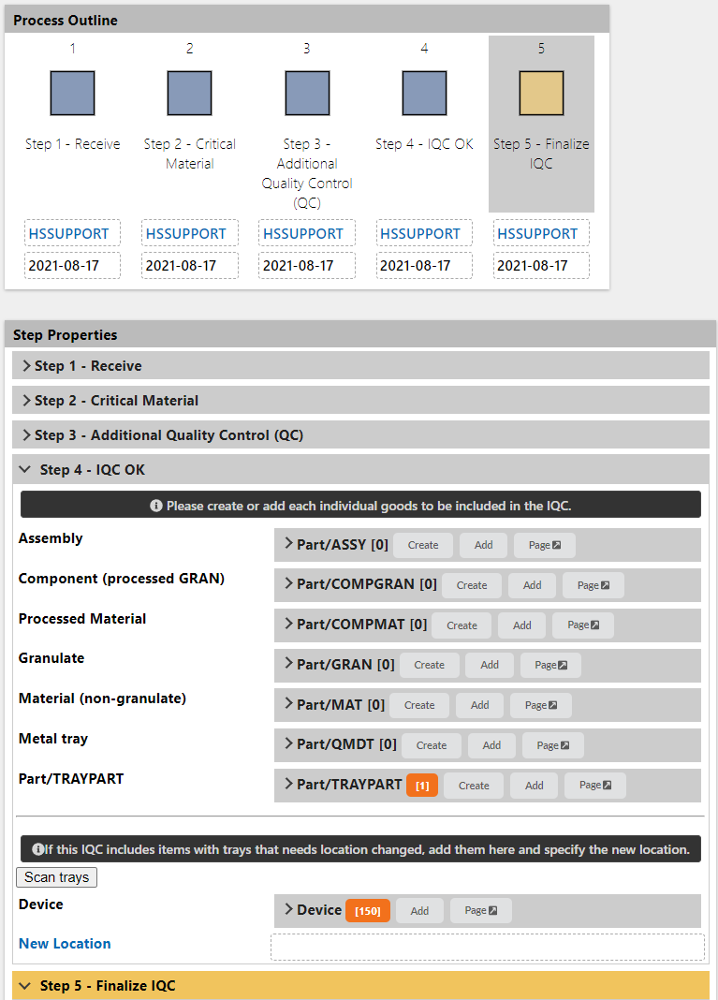 Process Outline
1 2 3 4 5
Step 1 - Receive Step 2 - Critical Step 3 - Step 4 - IQC OK Step 5 - Finalize
Material Additional IQC
Quality Control
(QC)
HSSUPPORT HSSUPPORT HSSUPPORT HSSUPPORT HSSUPPORT
2021-08-17 2021-08-17 2021-08-17 2021-08-17 2021-08-17
Step Properties
Step 1 - Receive
Step 2 - Critical Material
Step 3 - Additional Quality Control (QC)
Step 4 - IQC OK
Please create or add each individual goods to be included in the IQC.
Assembly Part/ASSY [0] Create Add Page
Component (processed GRAN) Part/COMPGRAN [0] Create Add Page
Processed Material Part/COMPMAT [0] Create Add Page
Granulate Part/GRAN [0] Create Add Page
Material (non-granulate) Part/MAT [0] Create Add Page
Metal tray Part/QMDT [0] Create Add Page
Part/TRAYPART Part/TRAYPART [1] Create Add Page
If this IQC includes items with trays that needs location changed, add them here and specify the new location.
Scan trays
Device Device [150] Add Page
New Location
Step 5 - Finalize IQC